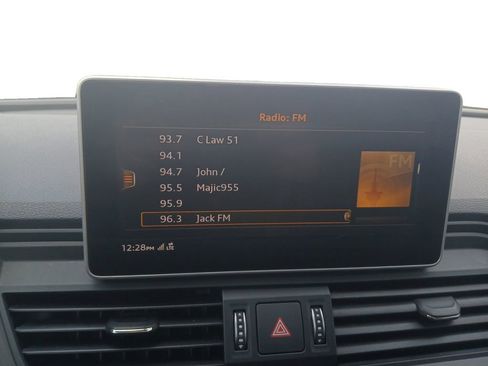 Radio: FM
93.7 C Law 51
94.1
94.7 John /
95.5 Majic955
95.9
96.3 Jack FM
FM
12:28PM LTE